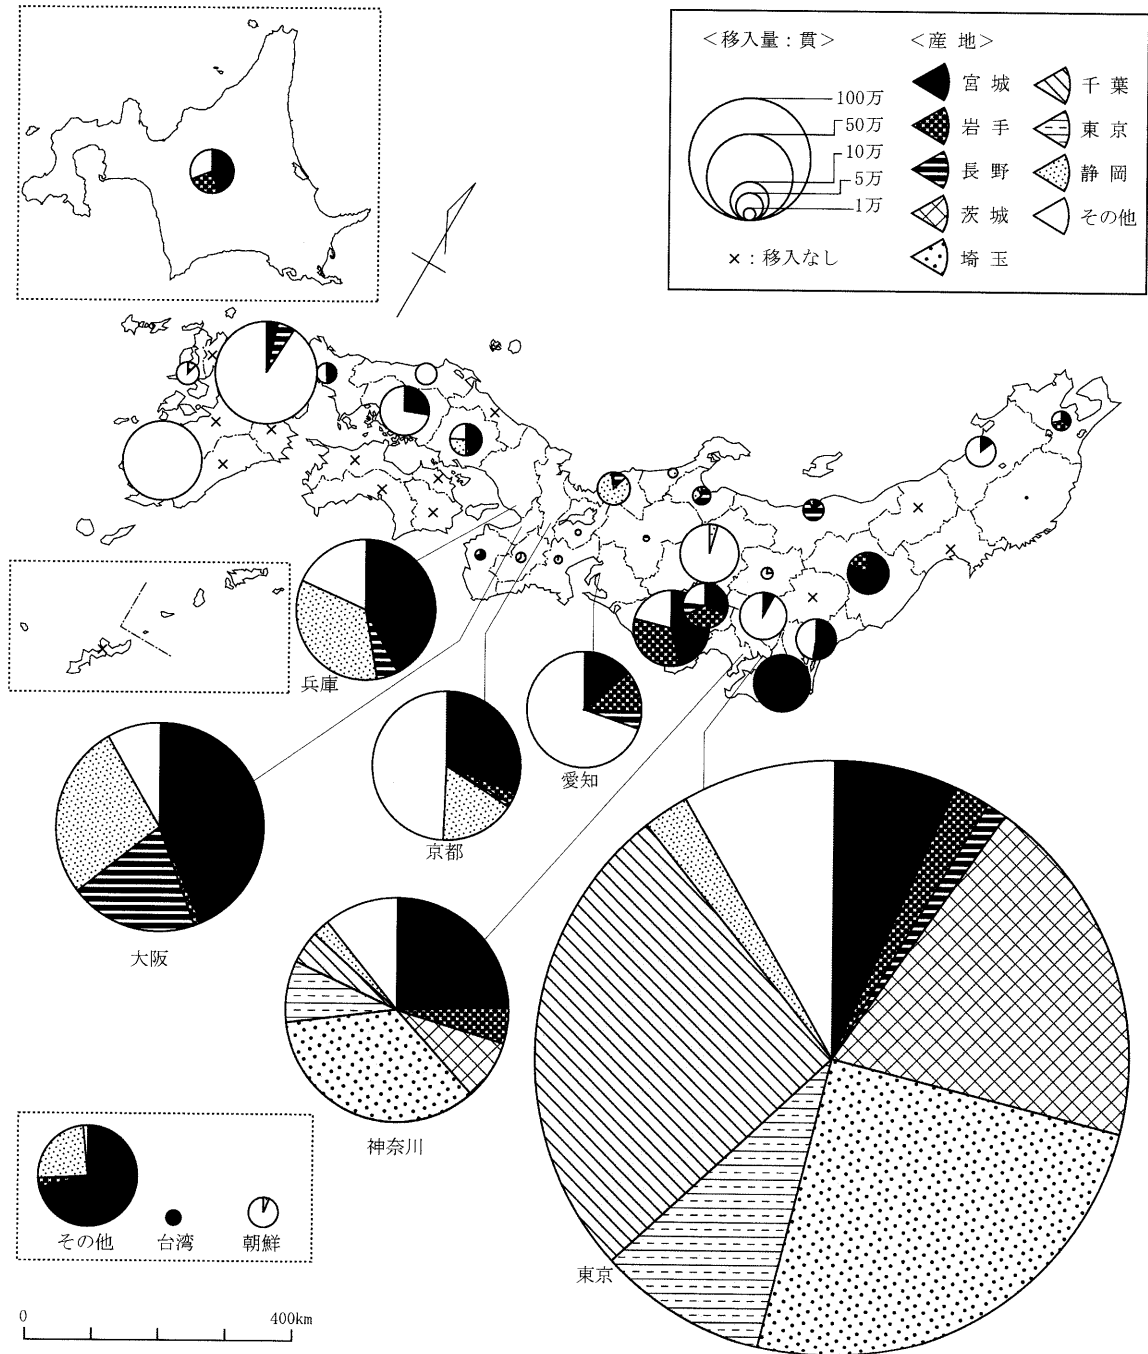 ＜移入量：貫＞
100万
50万
10万
5万
1万
×：移入なし
＜産 地＞
宮 城
岩 手
長 野
茨 城
埼 玉
千 葉
東 京
静 岡
その他
兵庫
愛知
京都
大阪
神奈川
東京
その他
台湾
朝鮮
0
400km